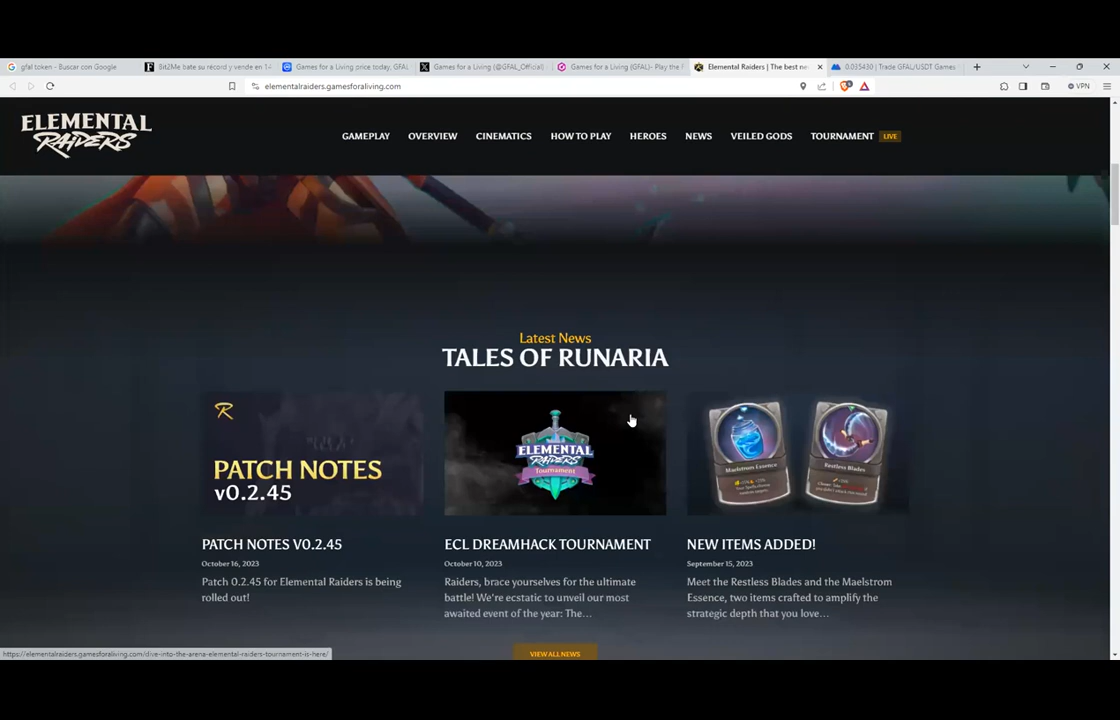 gfal token - Buscar con Google
Bit2Me bate su récord y vende en 14
Games for a Living price today, GFAL
Games for a Living (@GFAL_Official)
Games for a Living (GFAL)- Play the
Elemental Raiders | The best ne
0.035430 | Trade GFAL/USDT Games
elementalraiders.gamesforaliving.com
VPN
ELEMENTAL
RAIDERS
GAMEPLAY
OVERVIEW
CINEMATICS
HOW TO PLAY
HEROES
NEWS
VEILED GODS
TOURNAMENT
LIVE
Latest News
TALES OF RUNARIA
PATCH NOTES
v0.2.45
ELEMENTAL
RAIDERS
Tournament
Maelstrom Essence
Restless Blades
PATCH NOTES V0.2.45
October 16, 2023
Patch 0.2.45 for Elemental Raiders is being
rolled out!
ECL DREAMHACK TOURNAMENT
October 10, 2023
Raiders, brace yourselves for the ultimate
battle! We're ecstatic to unveil our most
awaited event of the year: The...
NEW ITEMS ADDED!
September 15, 2023
Meet the Restless Blades and the Maelstrom
Essence, two items crafted to amplify the
strategic depth that you love...
VIEW ALL NEWS
https://elementalraiders.gamesforaliving.com/dive-into-the-arena-elemental-raiders-tournament-is-here/